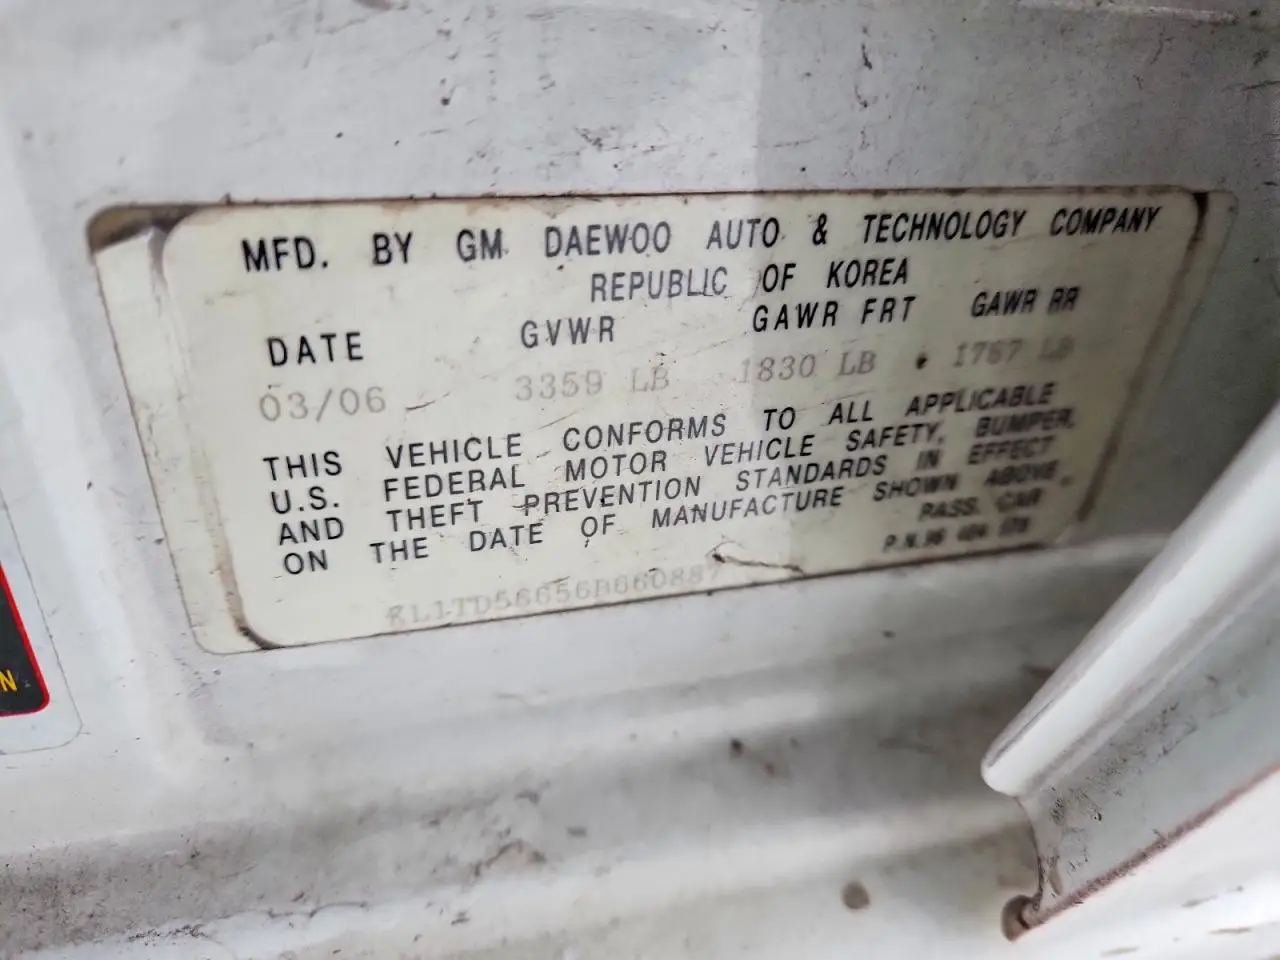 MFD. BY GM DAEWOO AUTO & TECHNOLOGY COMPANY
REPUBLIC OF KOREA
DATE GVWR GAWR FRT GAWR RR
03/06 3359 LB 1830 LB 1767 LB
THIS VEHICLE CONFORMS TO ALL APPLICABLE
U.S. FEDERAL MOTOR VEHICLE SAFETY, BUMPER,
AND THEFT PREVENTION STANDARDS IN EFFECT
ON THE DATE OF MANUFACTURE SHOWN ABOVE.
PASS. CAR
P.N.96
KL1TD56656B660887
N